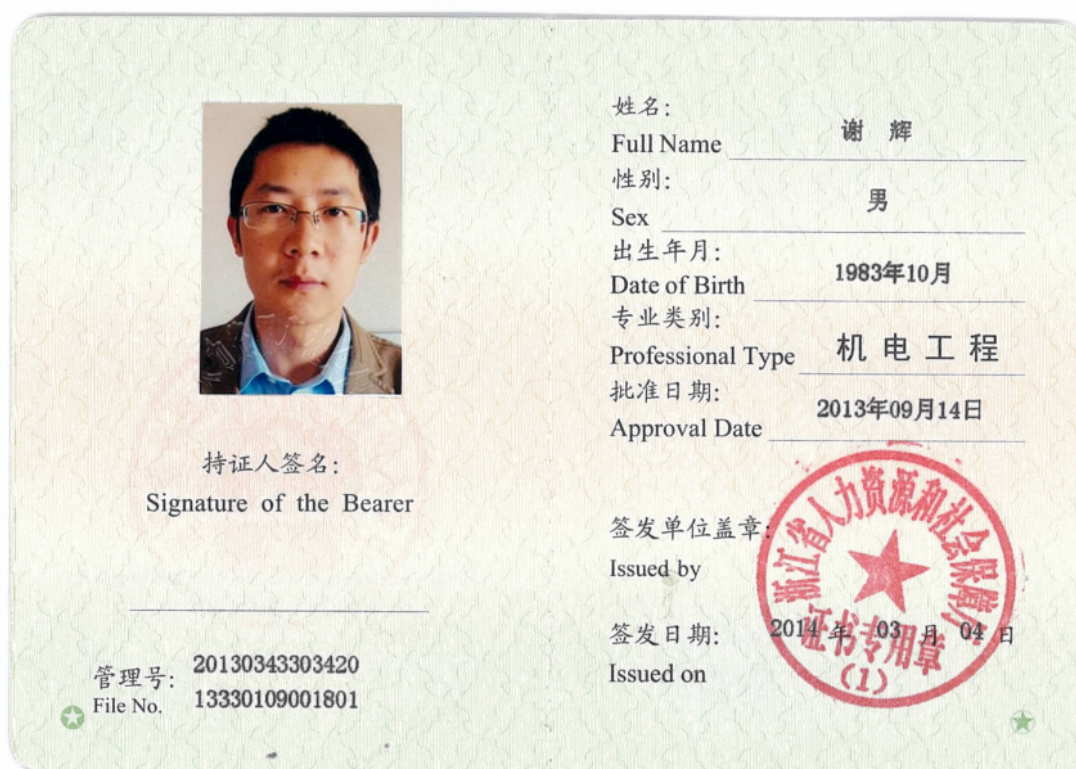 持证人签名:
Signature of the Bearer
管理号:
File No.
20130343303420
13330109001801
姓名:
Full Name
谢 辉
性别:
Sex
男
出生年月:
Date of Birth
1983年10月
专业类别:
Professional Type
机电工程
批准日期:
Approval Date
2013年09月14日
签发单位盖章:
Issued by
浙江省人力资源和社会保障厅
证书专用章
(1)
签发日期:
2014 年 03 月 04 日
Issued on